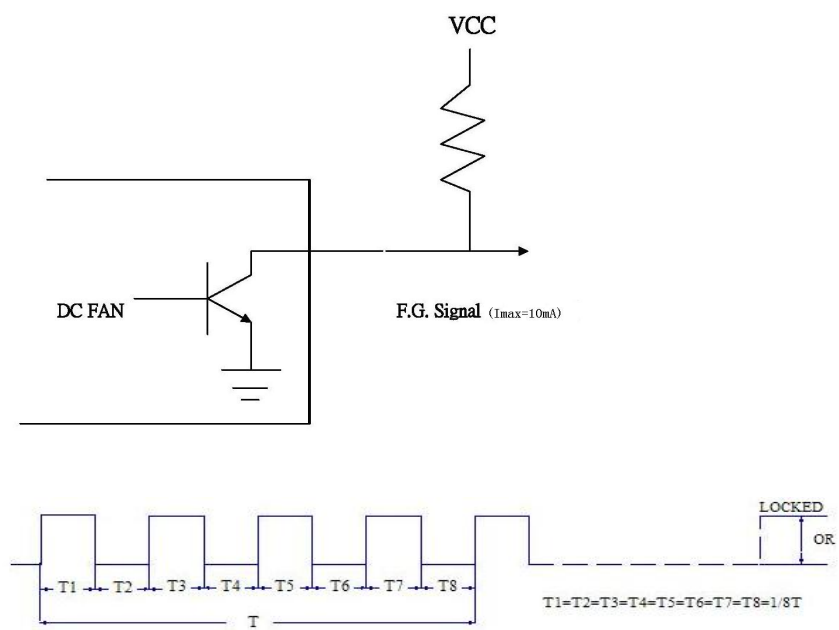 VCC
DC FAN
F.G. Signal (Imax=10mA)
LOCKED
OR
T1 T2 T3 T4 T5 T6 T7 T8
T1=T2=T3=T4=T5=T6=T7=T8=1/8T
T